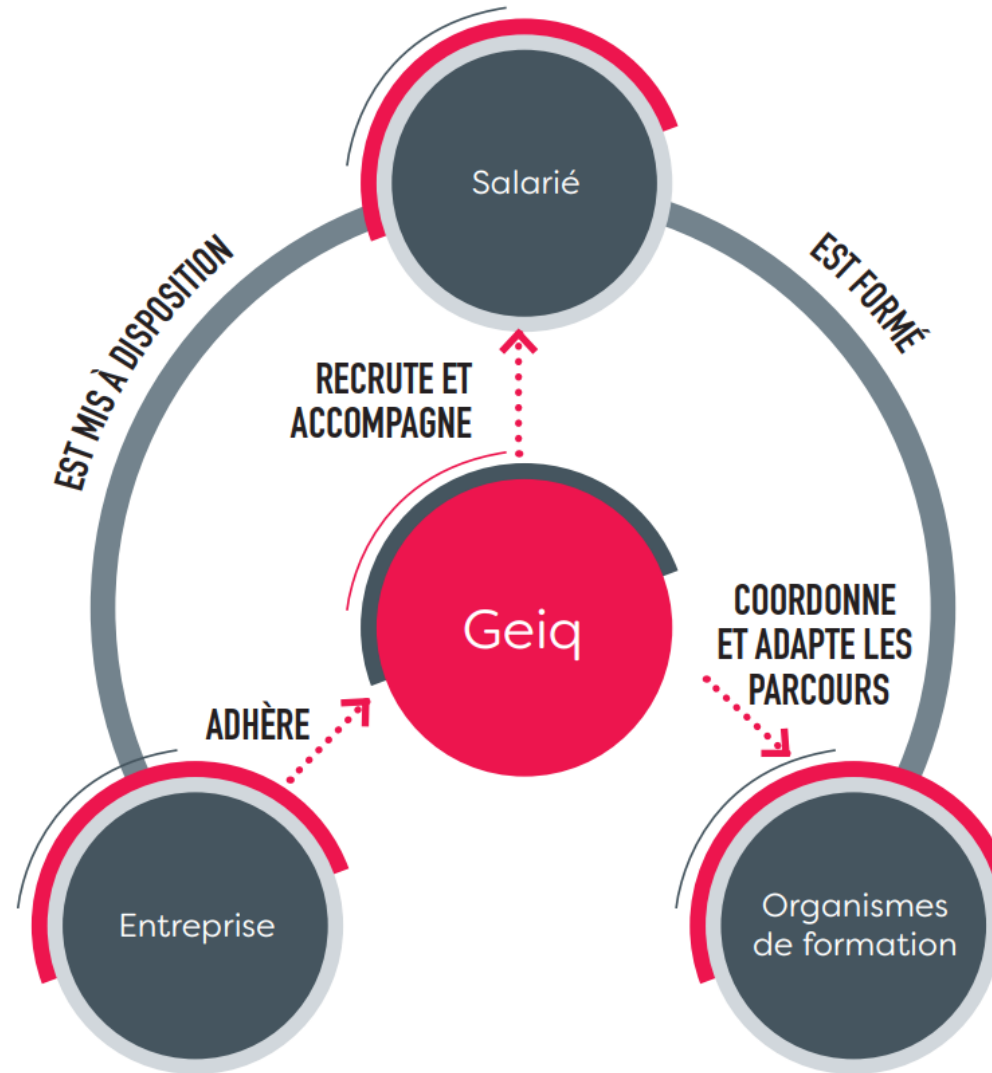 Salarié
EST MIS À DISPOSITION
EST FORMÉ
RECRUTE ET
ACCOMPAGNE
Geiq
COORDONNE
ET ADAPTE LES
PARCOURS
ADHÈRE
Entreprise
Organismes
de formation